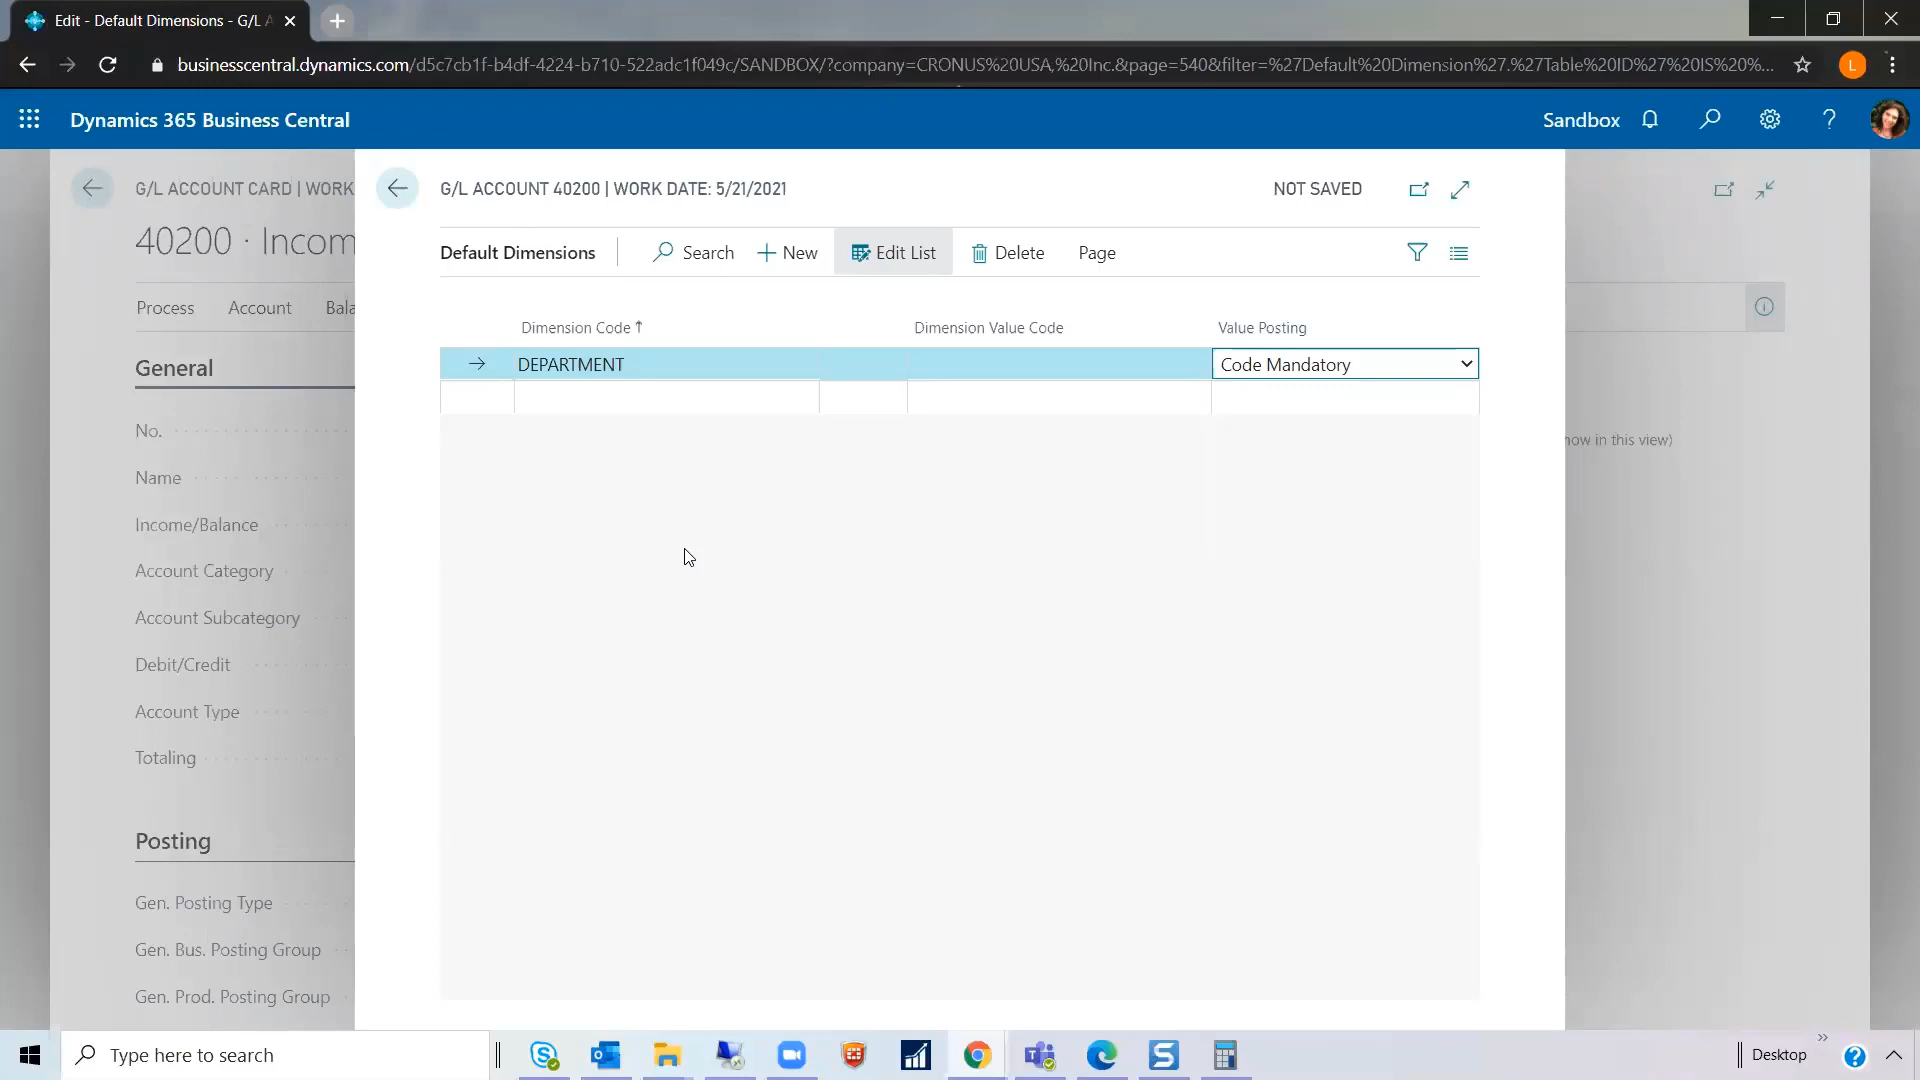 Edit - Default Dimensions - G/L A
businesscentral.dynamics.com/d5c7cb1f-b4df-4224-b710-522adc1f049c/SANDBOX/?company=CRONUS%20USA,%20Inc.&page=540&filter=%27Default%20Dimension%27.%27Table%20ID%27%20IS%20%...
L
Dynamics 365 Business Central
Sandbox
G/L ACCOUNT CARD | WORK
G/L ACCOUNT 40200 | WORK DATE: 5/21/2021
NOT SAVED
40200 · Incom
Default Dimensions
Search
New
Edit List
Delete
Page
Process
Account
Bala
Dimension Code ↑
Dimension Value Code
Value Posting
DEPARTMENT
Code Mandatory
General
No.
Name
Income/Balance
Account Category
Account Subcategory
Debit/Credit
Account Type
Totaling
how in this view)
Posting
Gen. Posting Type
Gen. Bus. Posting Group
Gen. Prod. Posting Group
Type here to search
Desktop